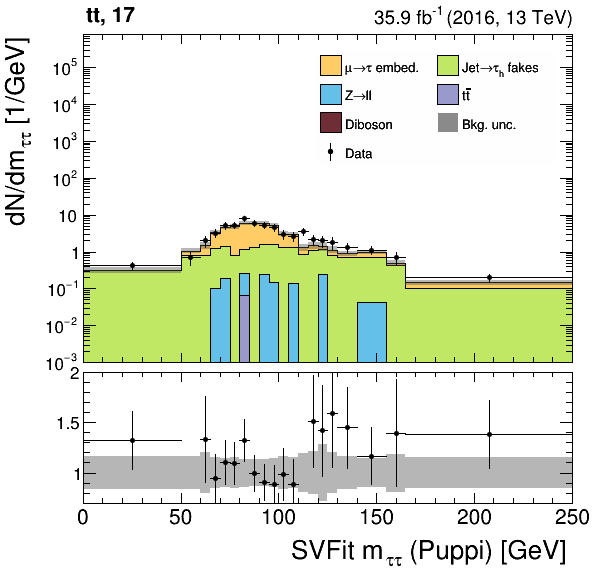 tt, 17
35.9 fb⁻¹ (2016, 13 TeV)
dN/dm_ττ [1/GeV]
μ→τ embed.
Jet→τ_h fakes
Z→ll
tt̄
Diboson
Bkg. unc.
Data
10⁵
10⁴
10³
10²
10
1
10⁻¹
10⁻²
10⁻³
2
1.5
1
0 50 100 150 200 250
SVFit m_ττ (Puppi) [GeV]